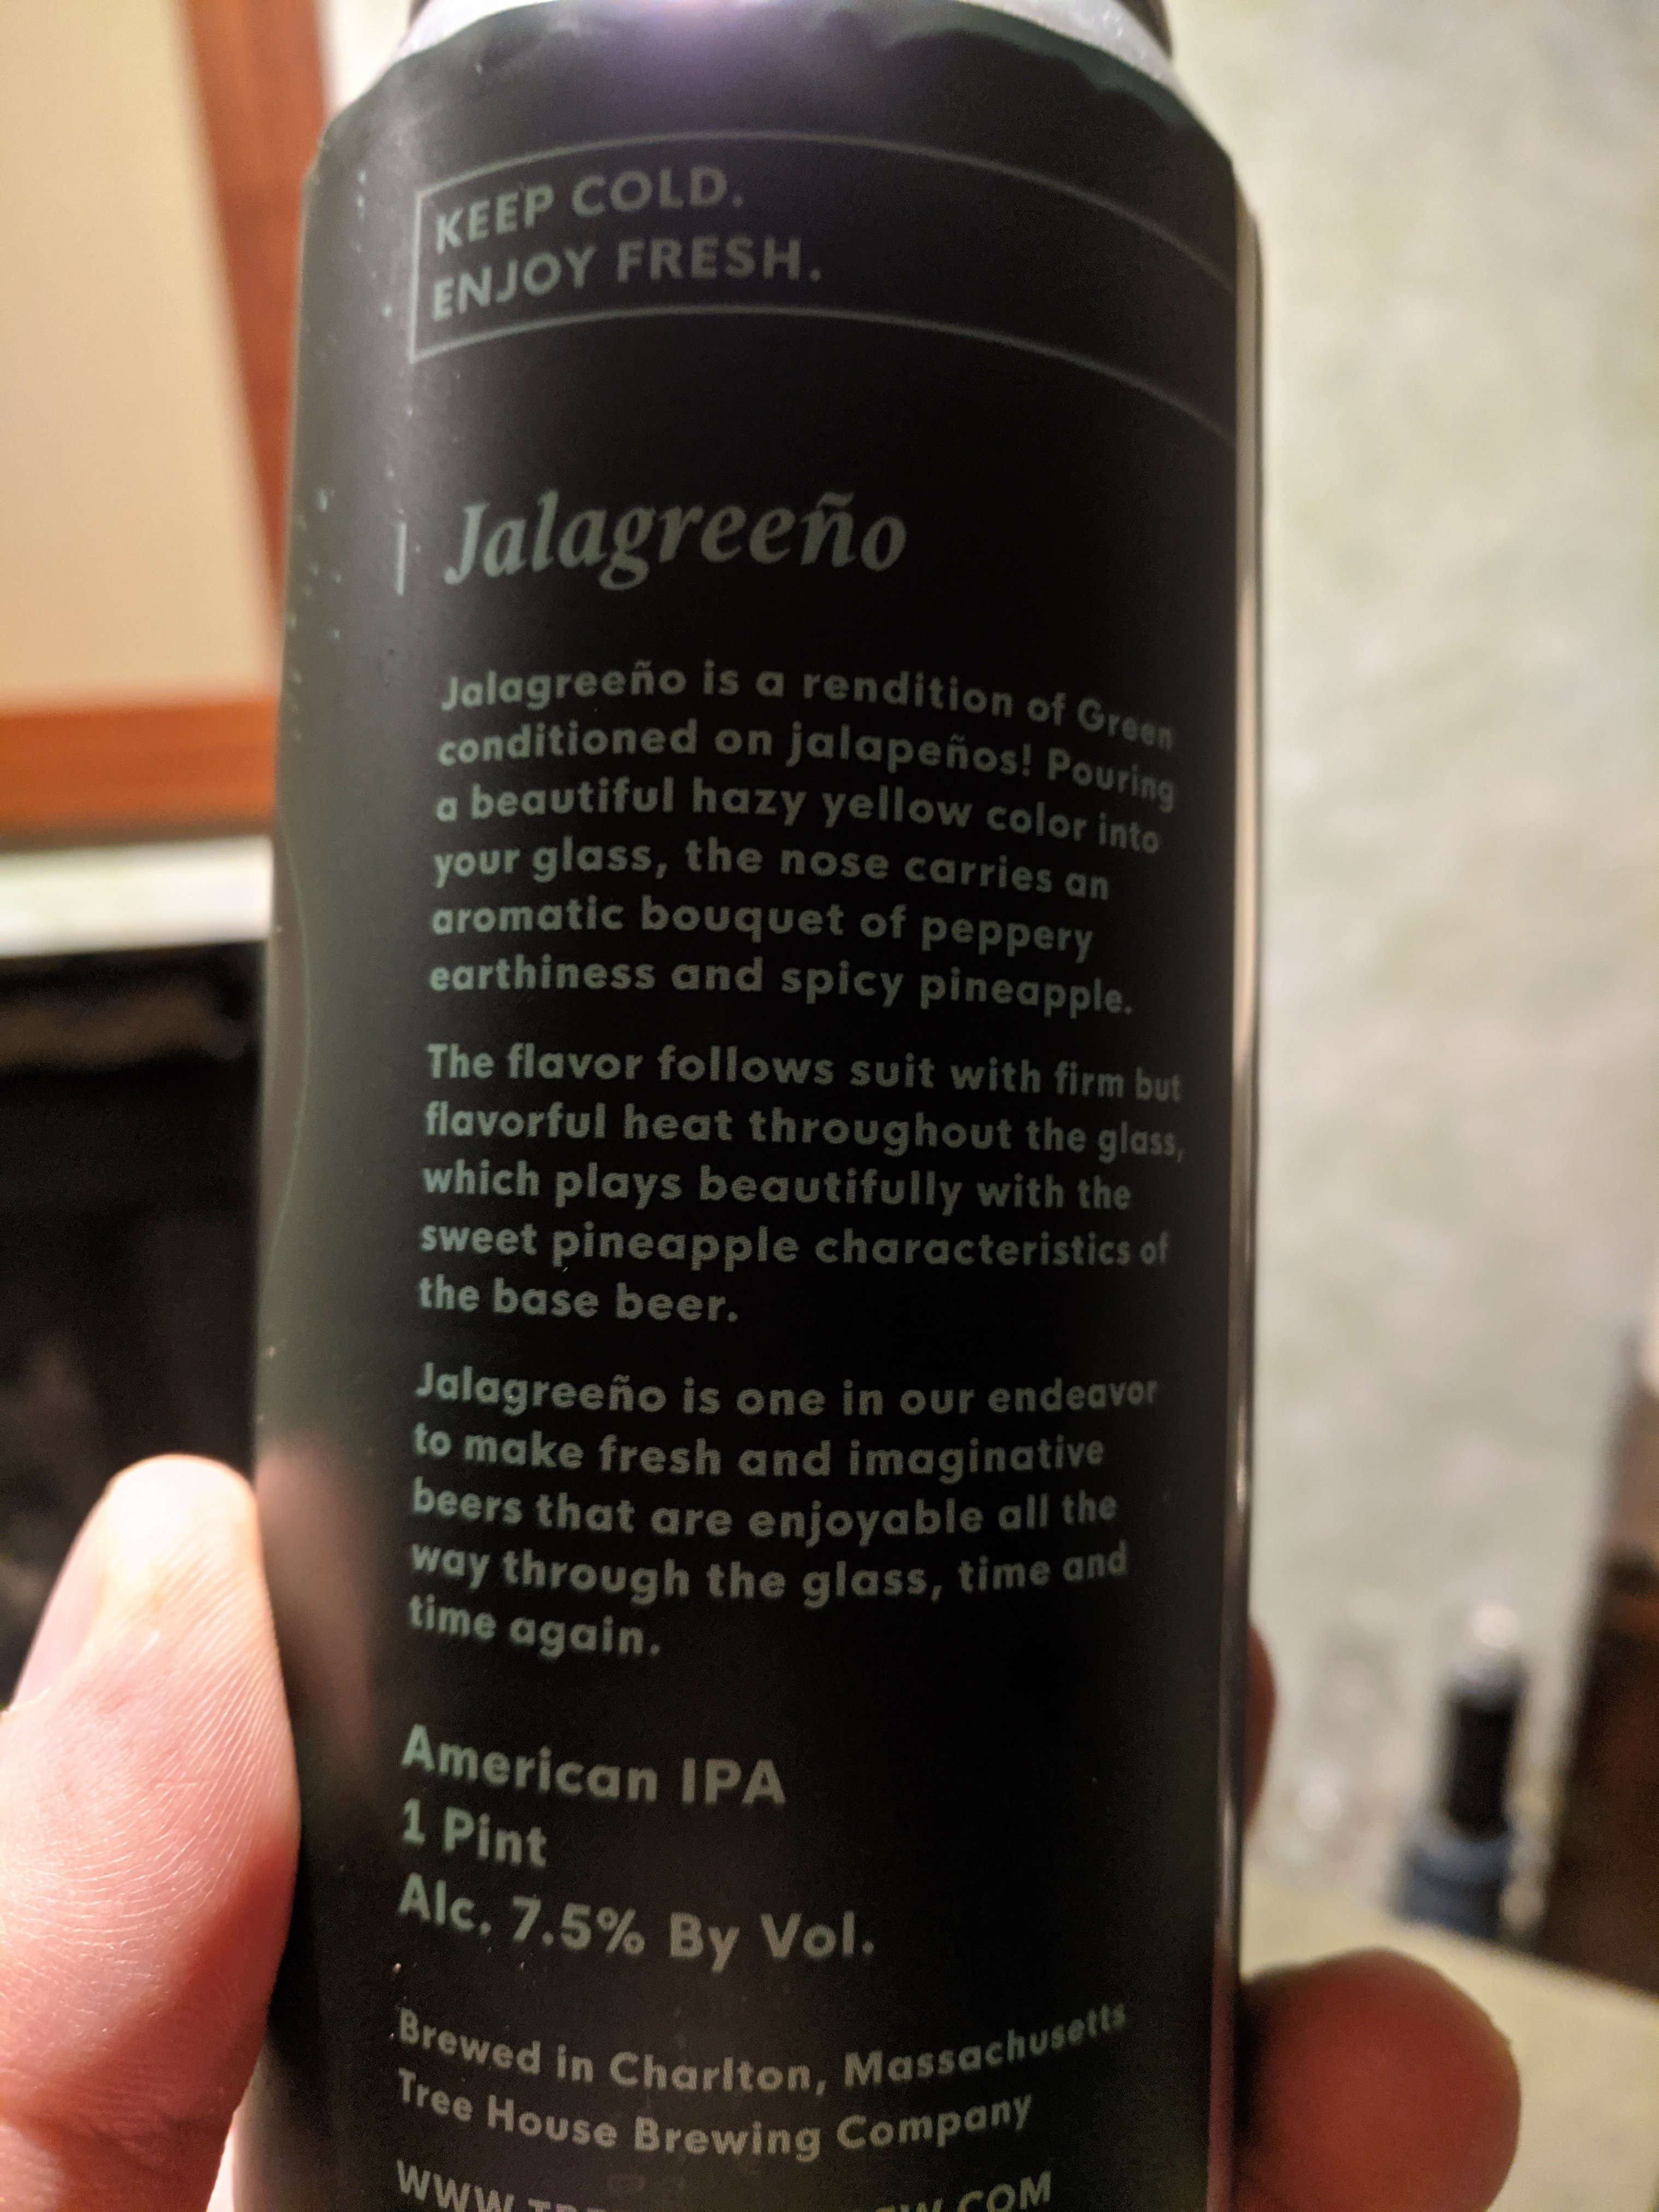 KEEP COLD.
ENJOY FRESH.
Jalagreeño
Jalagreeño is a rendition of Green
conditioned on jalapeños! Pouring
a beautiful hazy yellow color into
your glass, the nose carries an
aromatic bouquet of peppery
earthiness and spicy pineapple.
The flavor follows suit with firm but
flavorful heat throughout the glass,
which plays beautifully with the
sweet pineapple characteristics of
the base beer.
Jalagreeño is one in our endeavor
to make fresh and imaginative
beers that are enjoyable all the
way through the glass, time and
time again.
American IPA
1 Pint
Alc. 7.5% By Vol.
Brewed in Charlton, Massachusetts
Tree House Brewing Company